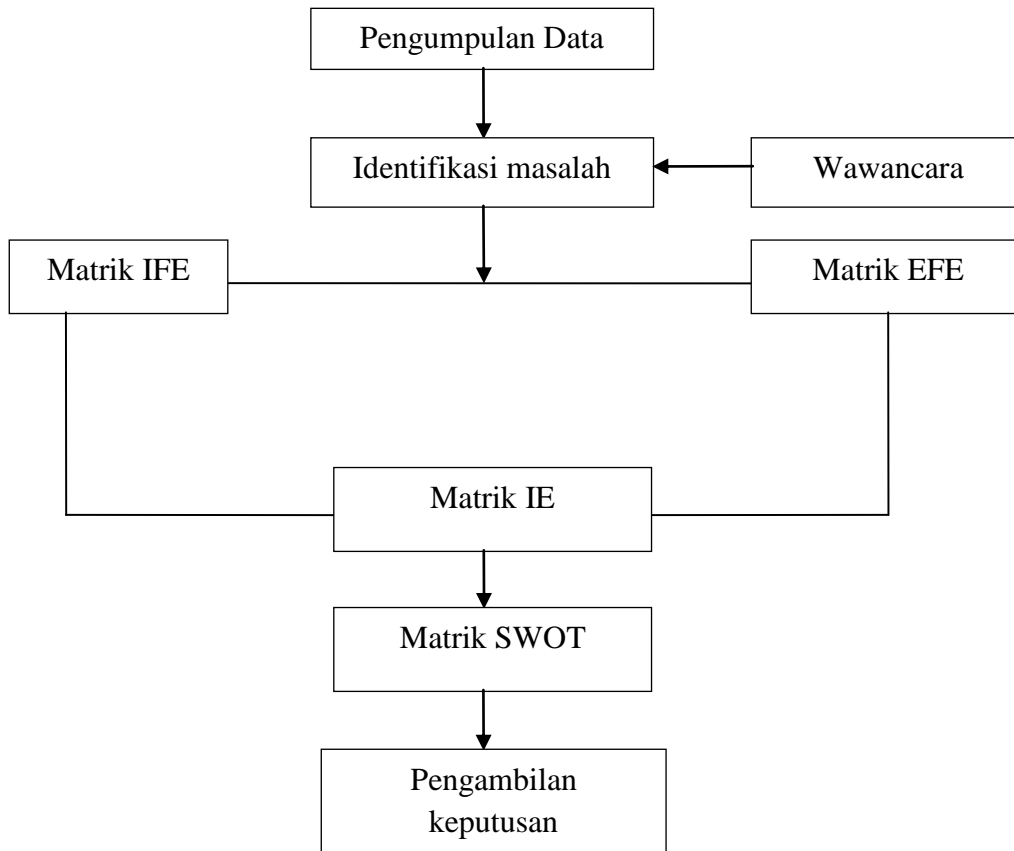 Pengumpulan Data
Identifikasi masalah
Wawancara
Matrik IFE
Matrik EFE
Matrik IE
Matrik SWOT
Pengambilan
keputusan